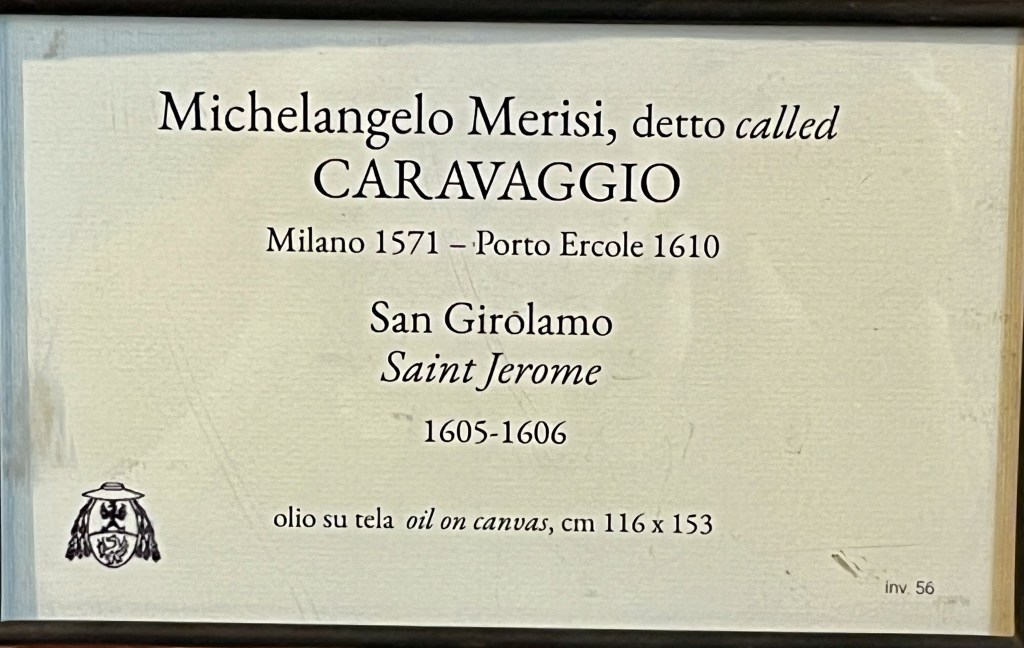 Michelangelo Merisi, detto called
CARAVAGGIO
Milano 1571 – Porto Ercole 1610
San Girolamo
Saint Jerome
1605-1606
olio su tela oil on canvas, cm 116 x 153
inv. 56